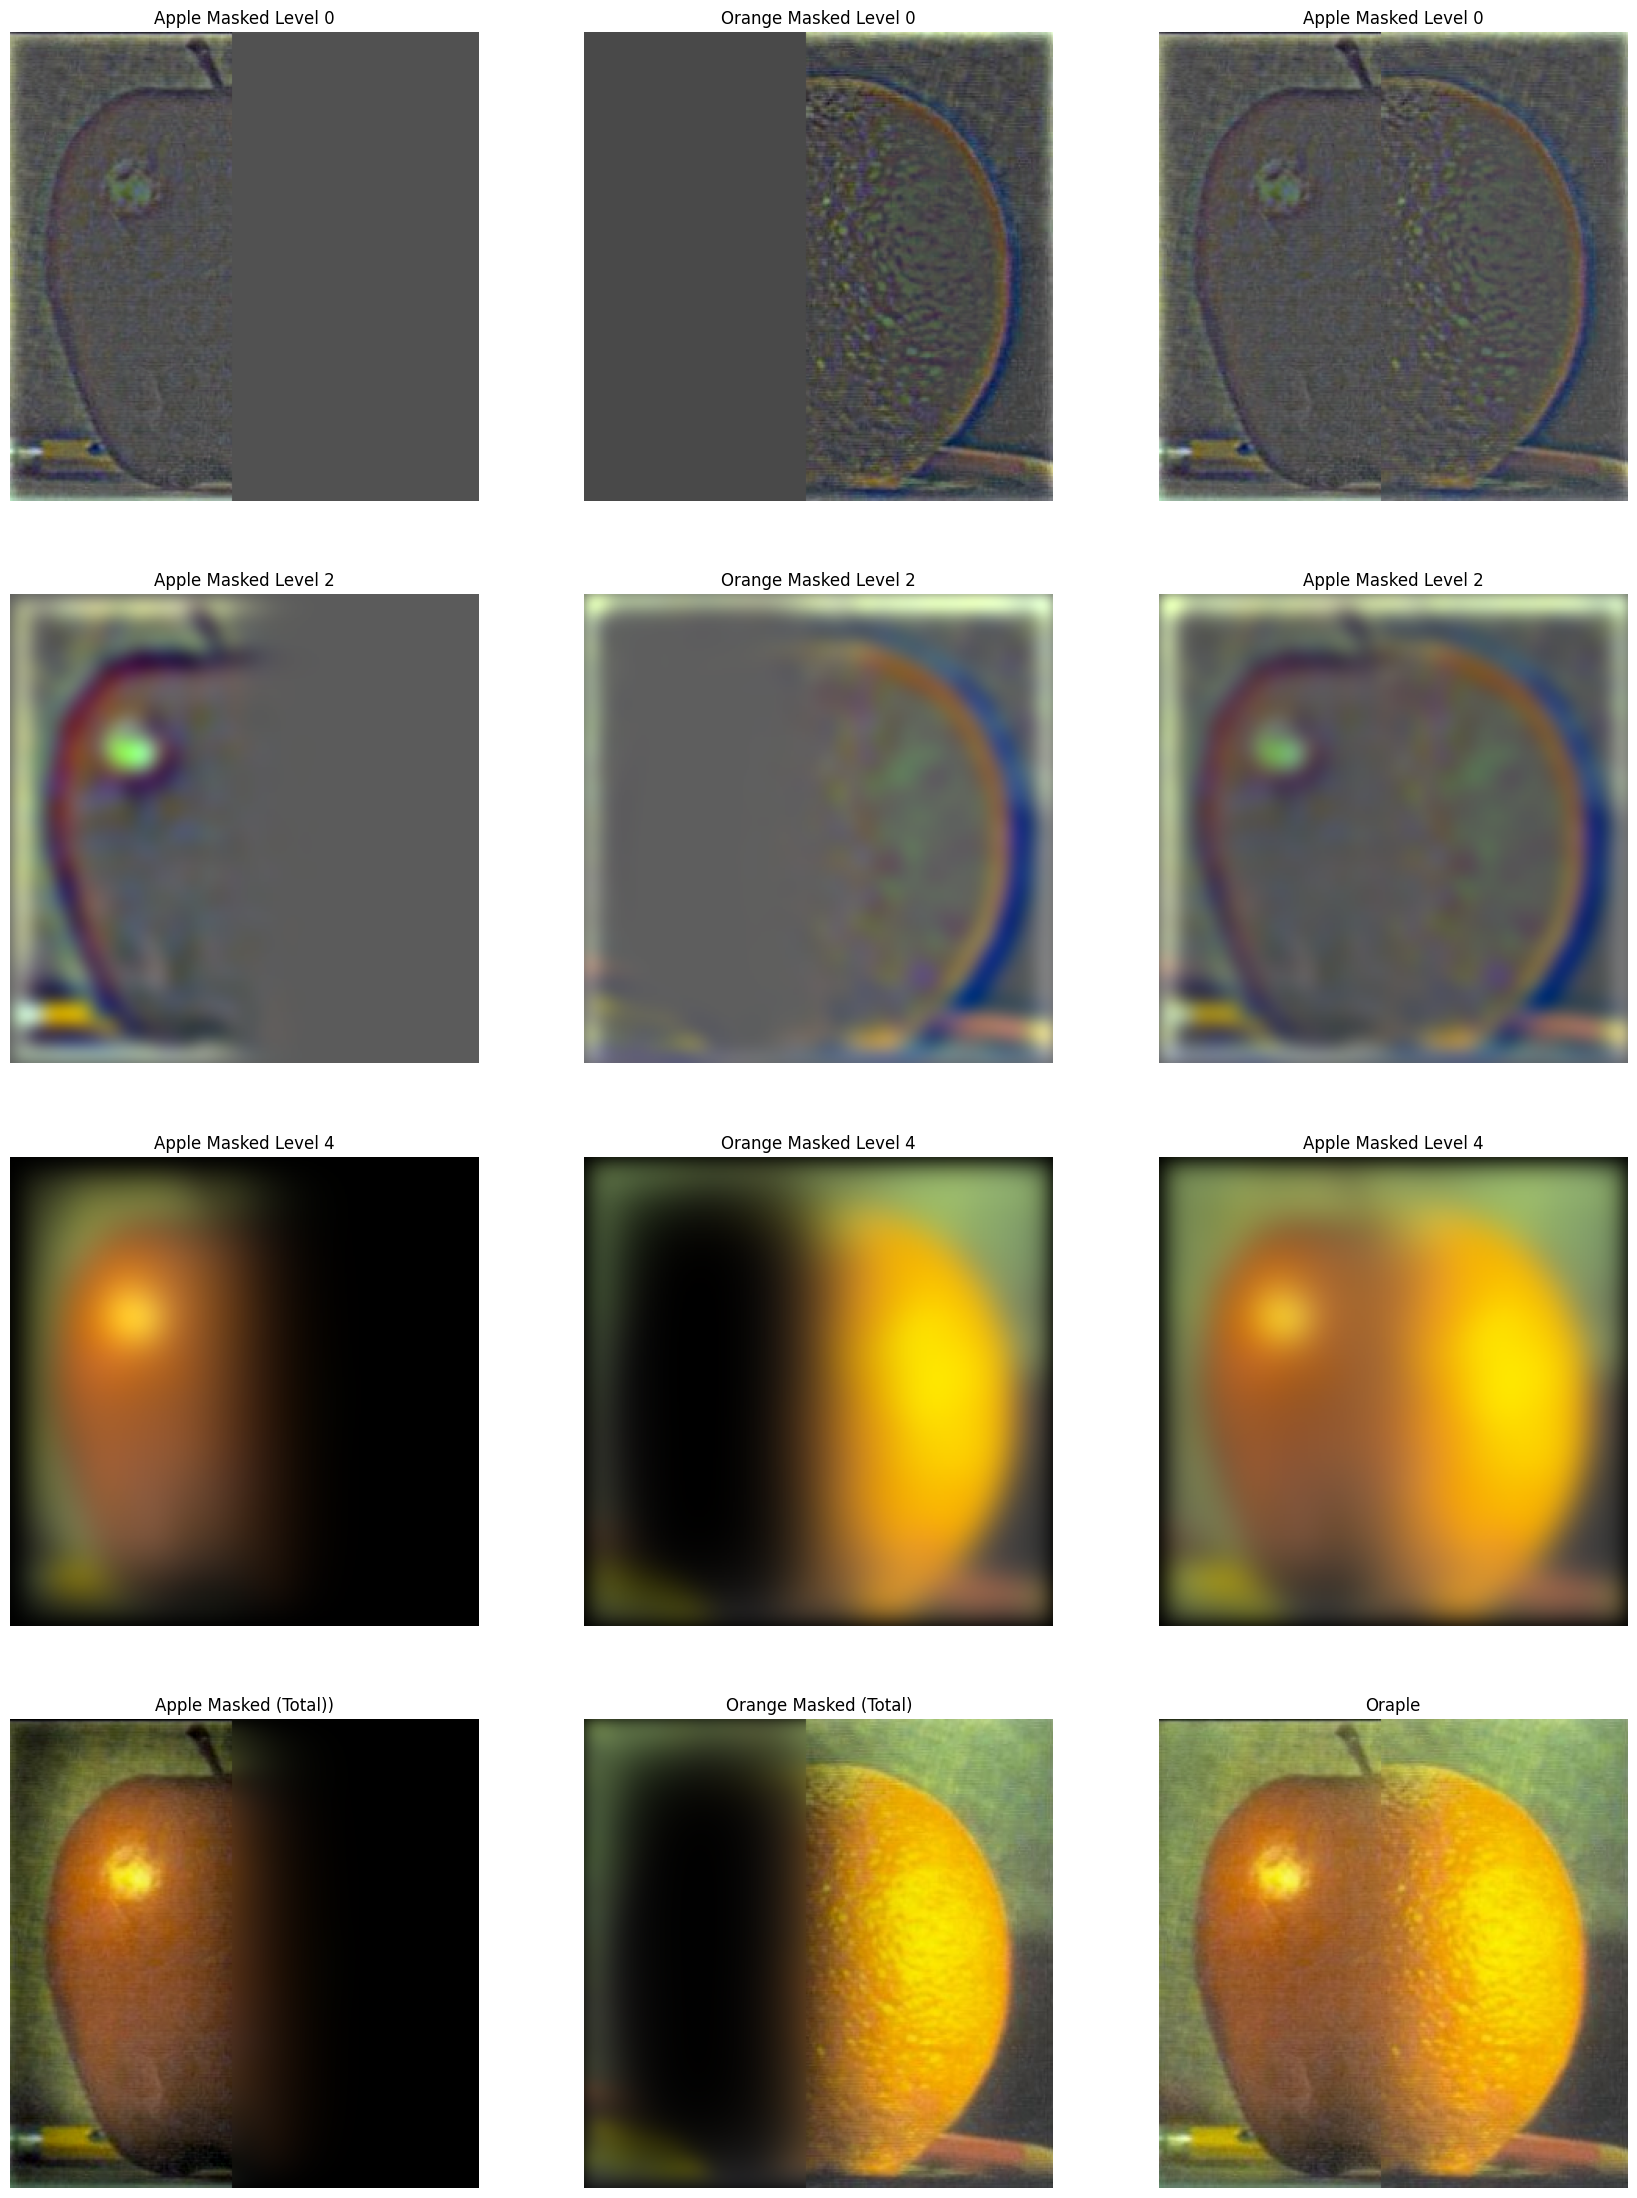 Apple Masked Level 0
Orange Masked Level 0
Apple Masked Level 0
Apple Masked Level 2
Orange Masked Level 2
Apple Masked Level 2
Apple Masked Level 4
Orange Masked Level 4
Apple Masked Level 4
Apple Masked (Total))
Orange Masked (Total)
Oraple